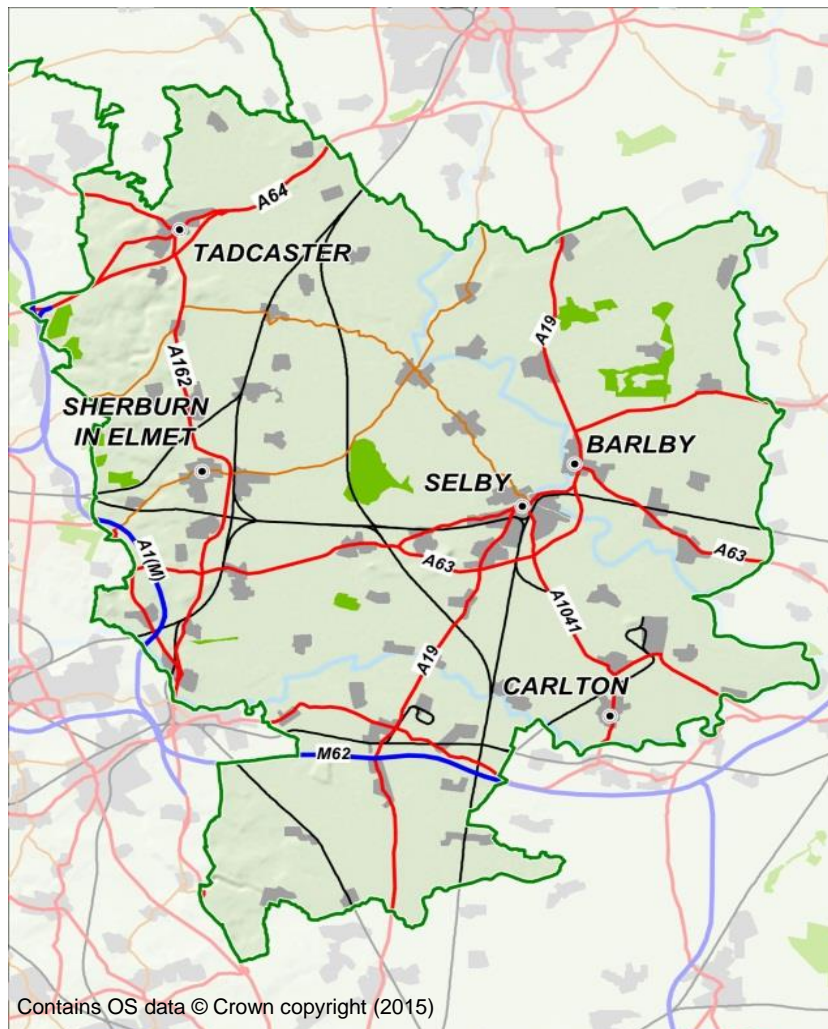 A64
TADCASTER
A19
A162
SHERBURN
IN ELMET
BARLBY
SELBY
A1(M)
A63
A63
A1041
A19
CARLTON
M62
Contains OS data © Crown copyright (2015)